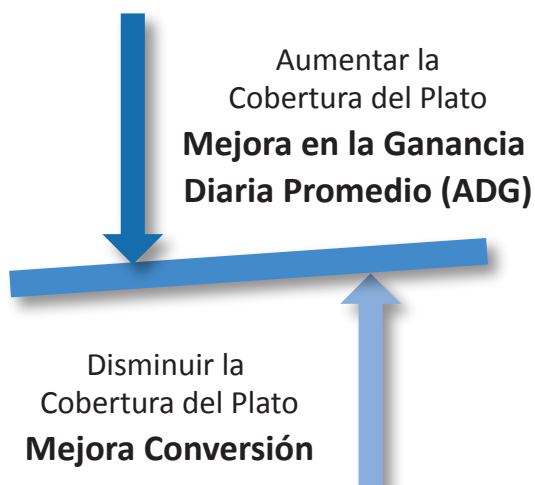 Aumentar la
Cobertura del Plato
Mejora en la Ganancia
Diaria Promedio (ADG)
Disminuir la
Cobertura del Plato
Mejora Conversión